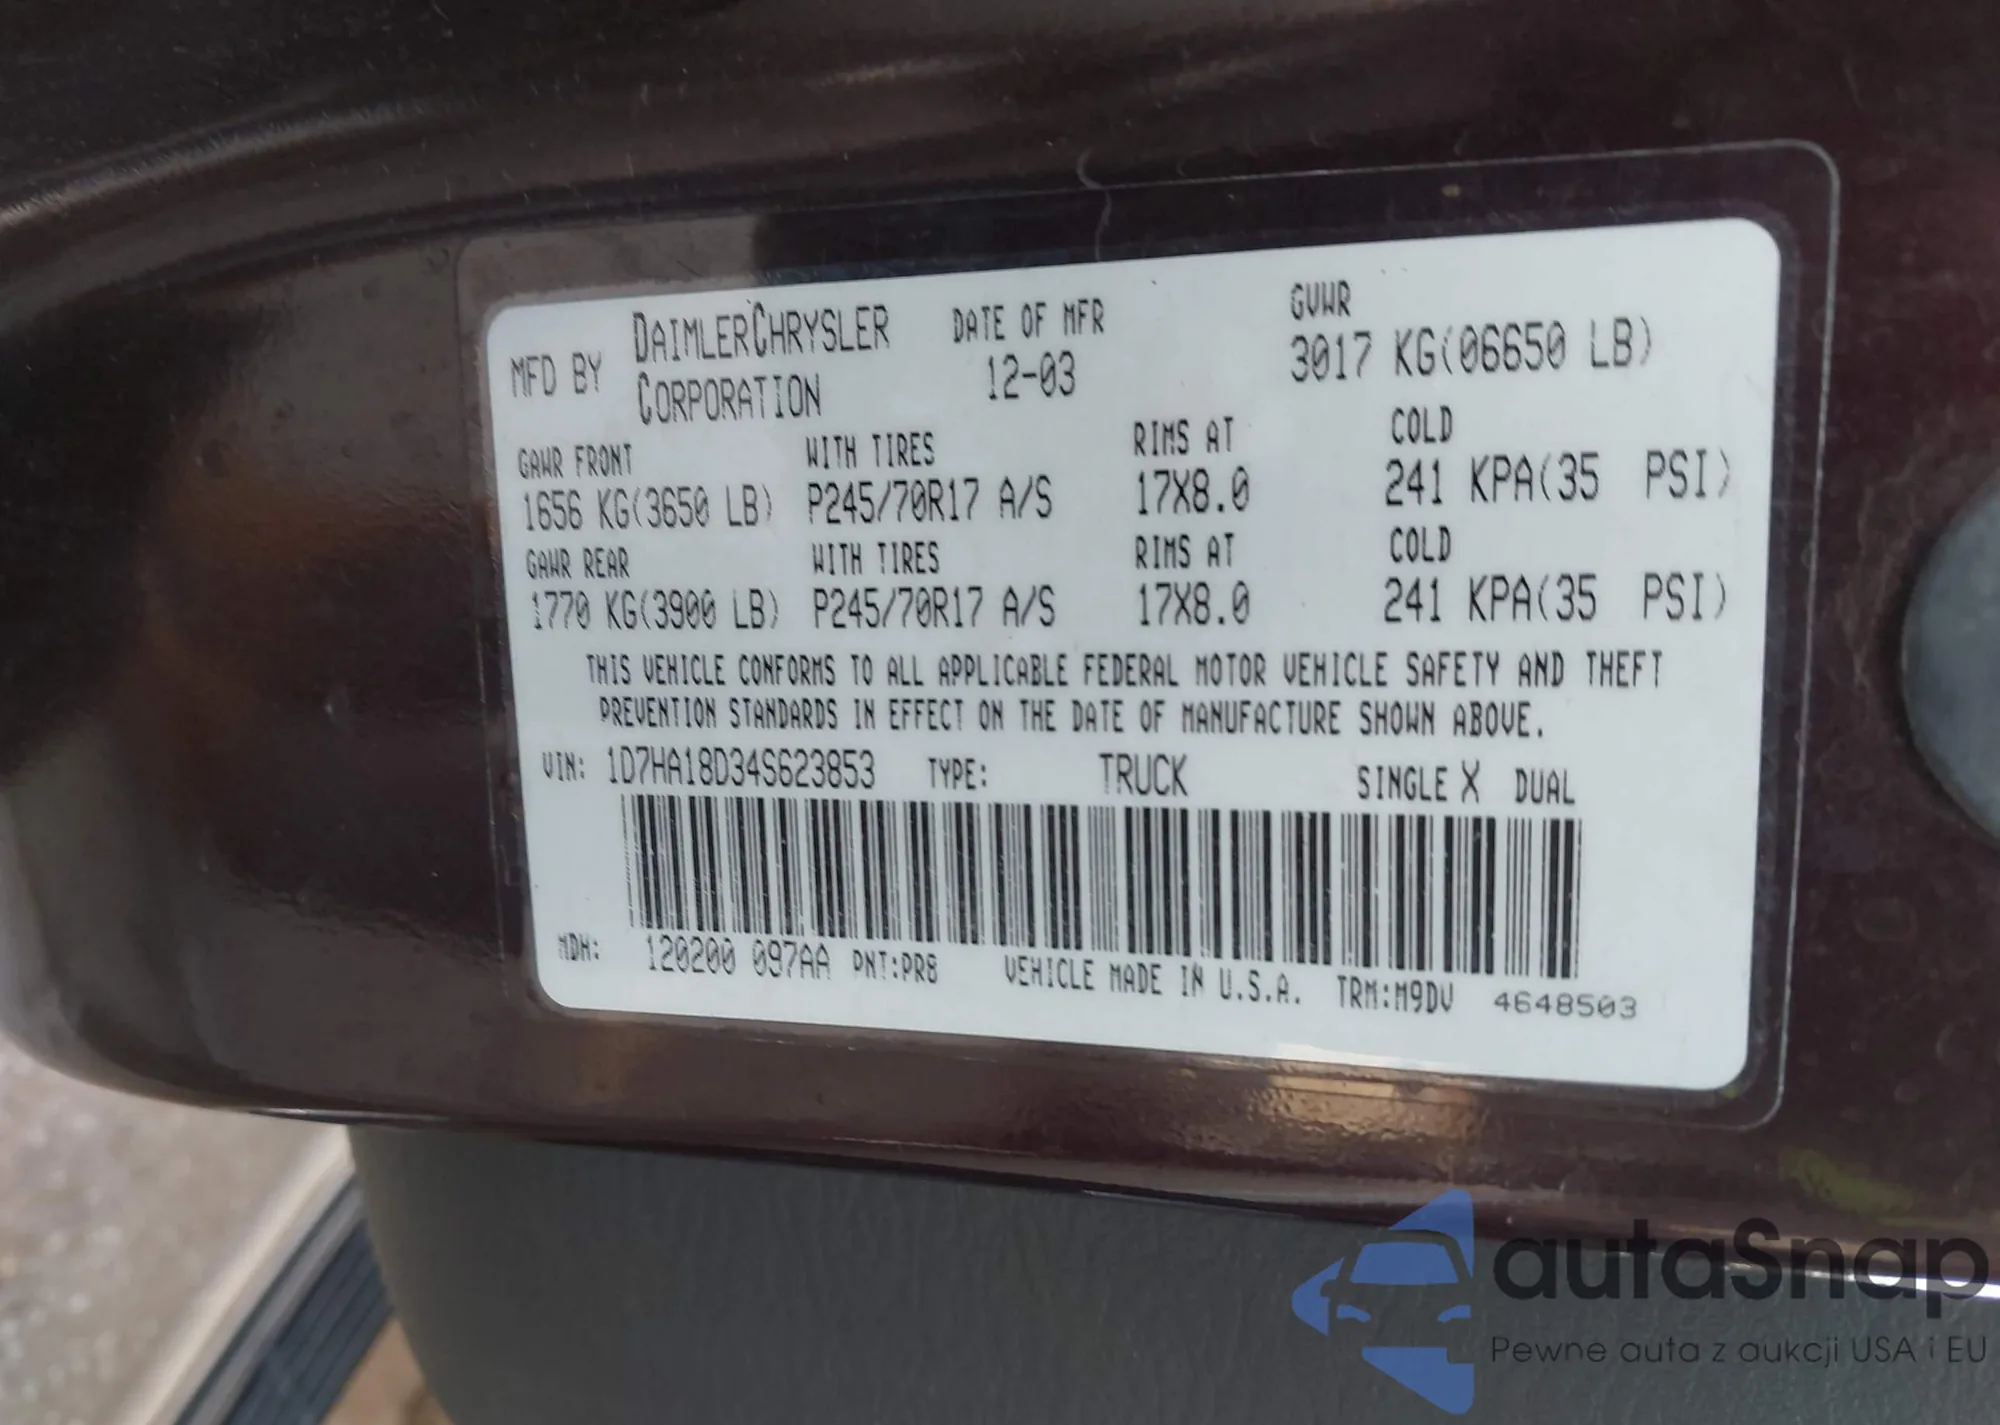 MFD BY DAIMLERCHRYSLER CORPORATION
DATE OF MFR 12-03
GVWR 3017 KG(06650 LB)
GAWR FRONT WITH TIRES RIMS AT COLD
1656 KG(3650 LB) P245/70R17 A/S 17X8.0 241 KPA(35 PSI)
GAWR REAR WITH TIRES RIMS AT COLD
1770 KG(3900 LB) P245/70R17 A/S 17X8.0 241 KPA(35 PSI)
THIS VEHICLE CONFORMS TO ALL APPLICABLE FEDERAL MOTOR VEHICLE SAFETY AND THEFT
PREVENTION STANDARDS IN EFFECT ON THE DATE OF MANUFACTURE SHOWN ABOVE.
VIN: 1D7HA18D34S623853 TYPE: TRUCK SINGLE X DUAL
MDH: 120200 097AA PNT:PR8 VEHICLE MADE IN U.S.A. TRM:M9DV 4648503
autaSnap
Pewne auta z aukcji USA i EU